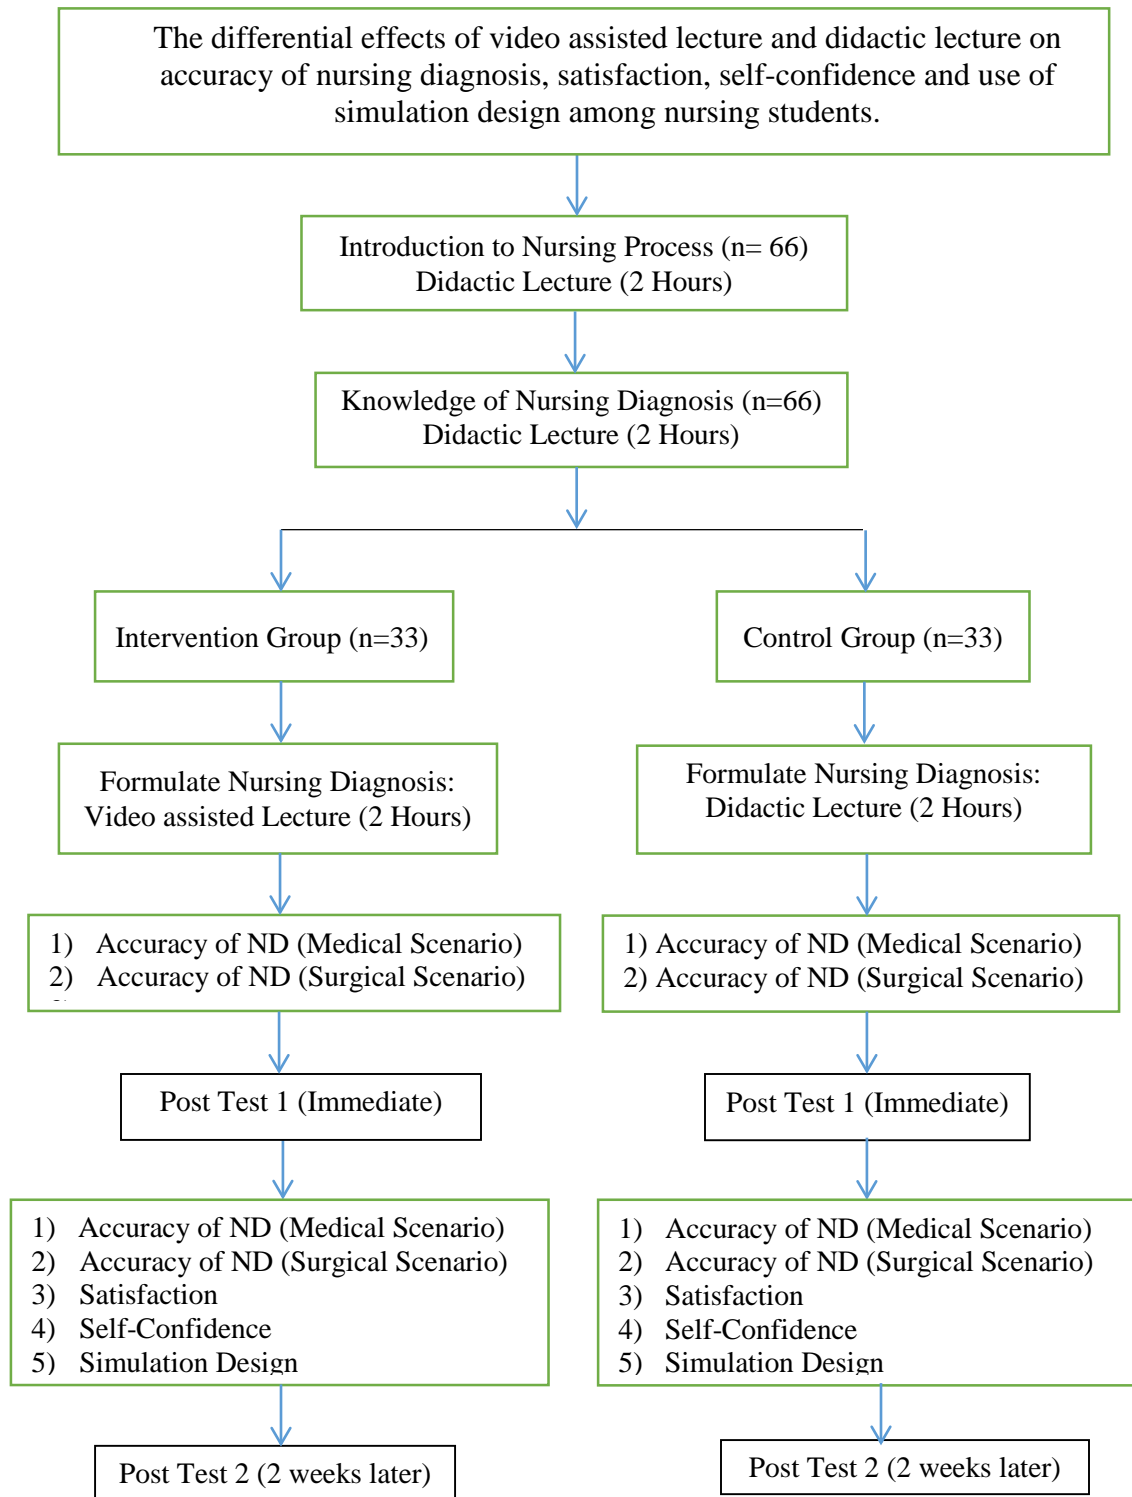 The differential effects of video assisted lecture and didactic lecture on
accuracy of nursing diagnosis, satisfaction, self-confidence and use of
simulation design among nursing students.
Introduction to Nursing Process (n= 66)
Didactic Lecture (2 Hours)
Knowledge of Nursing Diagnosis (n=66)
Didactic Lecture (2 Hours)
Intervention Group (n=33)
Control Group (n=33)
Formulate Nursing Diagnosis:
Video assisted Lecture (2 Hours)
Formulate Nursing Diagnosis:
Didactic Lecture (2 Hours)
1) Accuracy of ND (Medical Scenario)
2) Accuracy of ND (Surgical Scenario)
1) Accuracy of ND (Medical Scenario)
2) Accuracy of ND (Surgical Scenario)
Post Test 1 (Immediate)
Post Test 1 (Immediate)
1) Accuracy of ND (Medical Scenario)
2) Accuracy of ND (Surgical Scenario)
3) Satisfaction
4) Self-Confidence
5) Simulation Design
1) Accuracy of ND (Medical Scenario)
2) Accuracy of ND (Surgical Scenario)
3) Satisfaction
4) Self-Confidence
5) Simulation Design
Post Test 2 (2 weeks later)
Post Test 2 (2 weeks later)